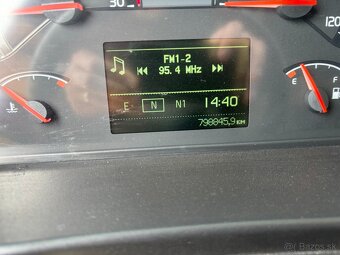 30
120
FM1-2
95.4 MHz
E F
E N N1 14:40
798845.9 KM
Bazos.sk